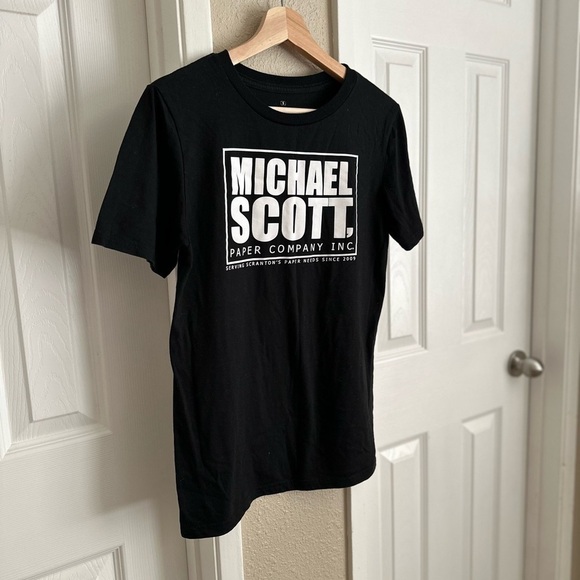 MICHAEL
SCOTT,
PAPER COMPANY INC.
SERVING SCRANTON'S PAPER NEEDS SINCE 2009